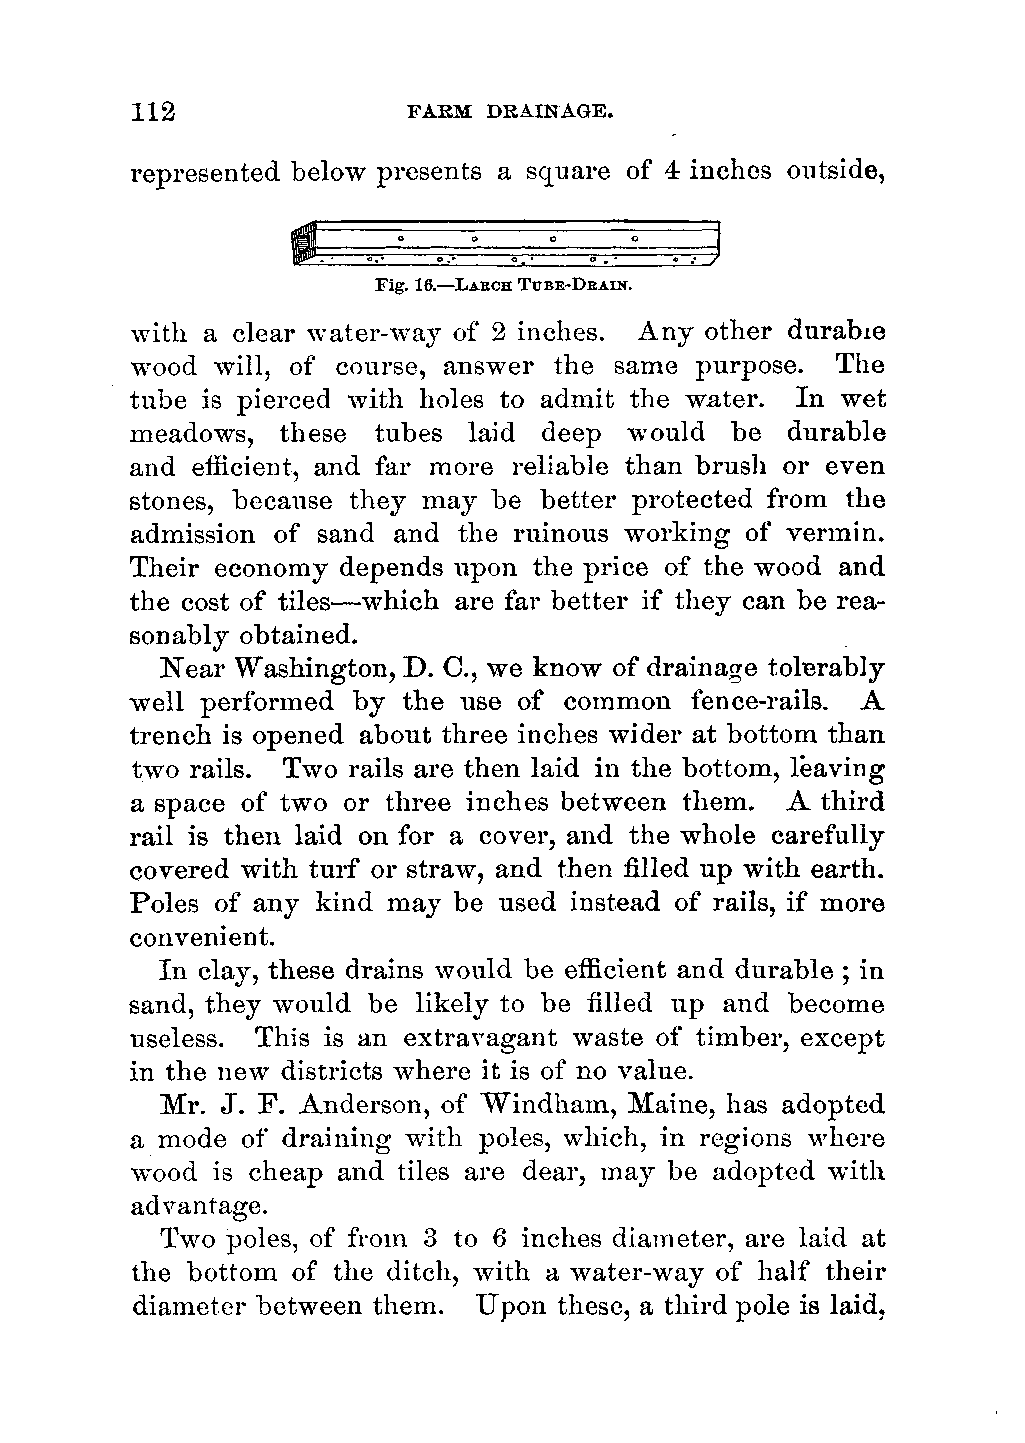 112 FARM DRAINAGE.
represented below presents a square of 4 inches outside,
Fig. 16.—LARCH TUBE-DRAIN.
with a clear water-way of 2 inches. Any other durable
wood will, of course, answer the same purpose. The
tube is pierced with holes to admit the water. In wet
meadows, these tubes laid deep would be durable
and efficient, and far more reliable than brush or even
stones, because they may be better protected from the
admission of sand and the ruinous working of vermin.
Their economy depends upon the price of the wood and
the cost of tiles—which are far better if they can be rea-
sonably obtained.
Near Washington, D. C., we know of drainage tolerably
well performed by the use of common fence-rails. A
trench is opened about three inches wider at bottom than
two rails. Two rails are then laid in the bottom, leaving
a space of two or three inches between them. A third
rail is then laid on for a cover, and the whole carefully
covered with turf or straw, and then filled up with earth.
Poles of any kind may be used instead of rails, if more
convenient.
In clay, these drains would be efficient and durable; in
sand, they would be likely to be filled up and become
useless. This is an extravagant waste of timber, except
in the new districts where it is of no value.
Mr. J. F. Anderson, of Windham, Maine, has adopted
a mode of draining with poles, which, in regions where
wood is cheap and tiles are dear, may be adopted with
advantage.
Two poles, of from 3 to 6 inches diameter, are laid at
the bottom of the ditch, with a water-way of half their
diameter between them. Upon these, a third pole is laid,